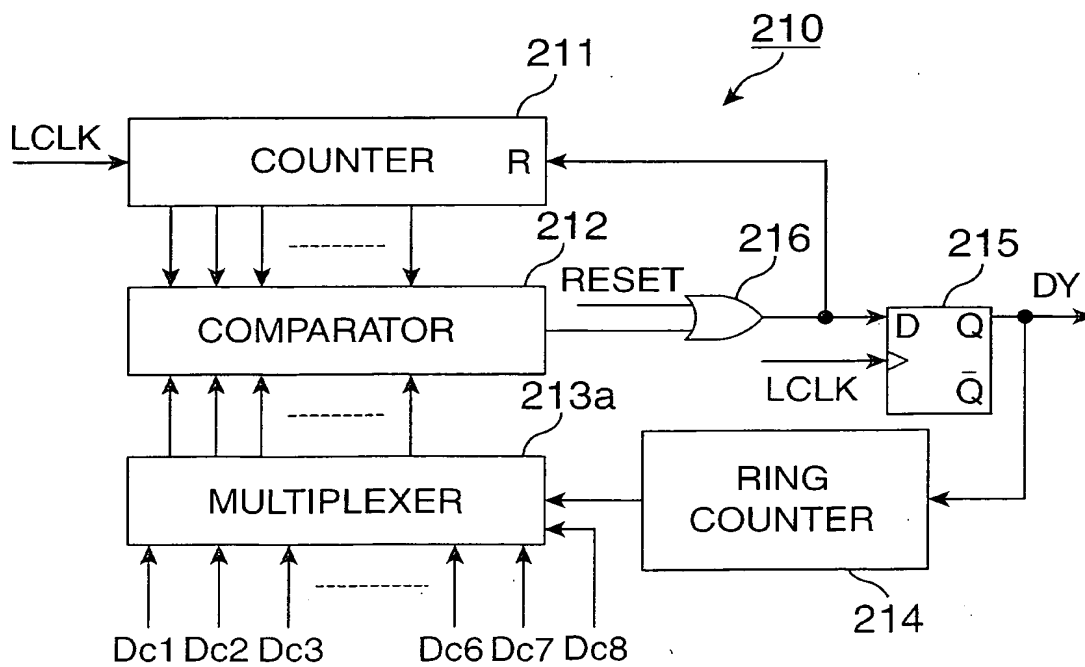 210
211
LCLK
COUNTER R
212
216
215
RESET
DY
COMPARATOR
D Q
LCLK
Q̄
213a
MULTIPLEXER
RING
COUNTER
214
Dc1 Dc2 Dc3 Dc6 Dc7 Dc8